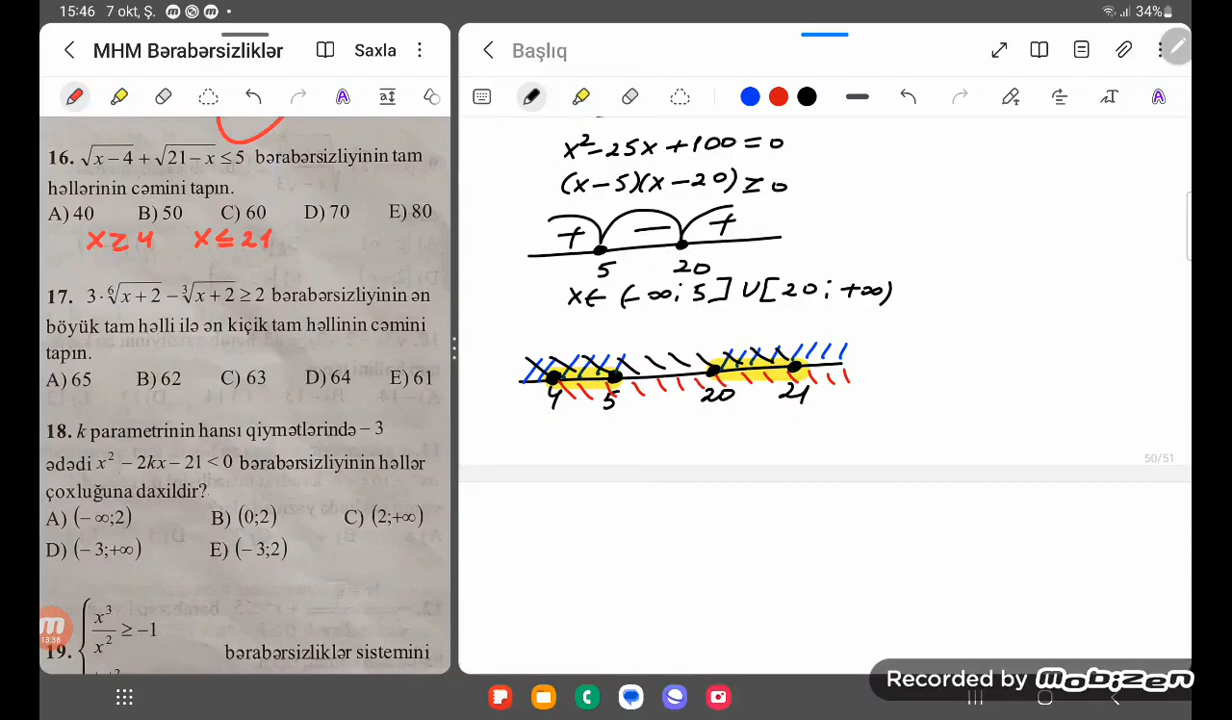 15:46 7 okt, Ş.
34%
MHM Bərabərsizliklər
Saxla
Başlıq
16. √(x−4) + √(21−x) ≤ 5 bərabərsizliyinin tam
həllərinin cəmini tapın.
A) 40 B) 50 C) 60 D) 70 E) 80
x ≥ 4 x ≤ 21
17. 3·⁶√(x+2) − ³√(x+2) ≥ 2 bərabərsizliyinin ən
böyük tam həlli ilə ən kiçik tam həllinin cəmini
tapın.
A) 65 B) 62 C) 63 D) 64 E) 61
18. k parametrinin hansı qiymətlərində − 3
ədədi x² − 2kx − 21 < 0 bərabərsizliyinin həllər
çoxluğuna daxildir?
A) (− ∞;2) B) (0;2) C) (2;+∞)
D) (− 3;+∞) E) (− 3;2)
x³/x² ≥ −1
19. bərabərsizliklər sistemini
x² − 25x + 100 = 0
(x − 5)(x − 20) ≥ 0
+ − +
5 20
x ∈ (−∞; 5] ∪ [20; +∞)
4 5 20 21
50/51
13:38
Recorded by mobizen